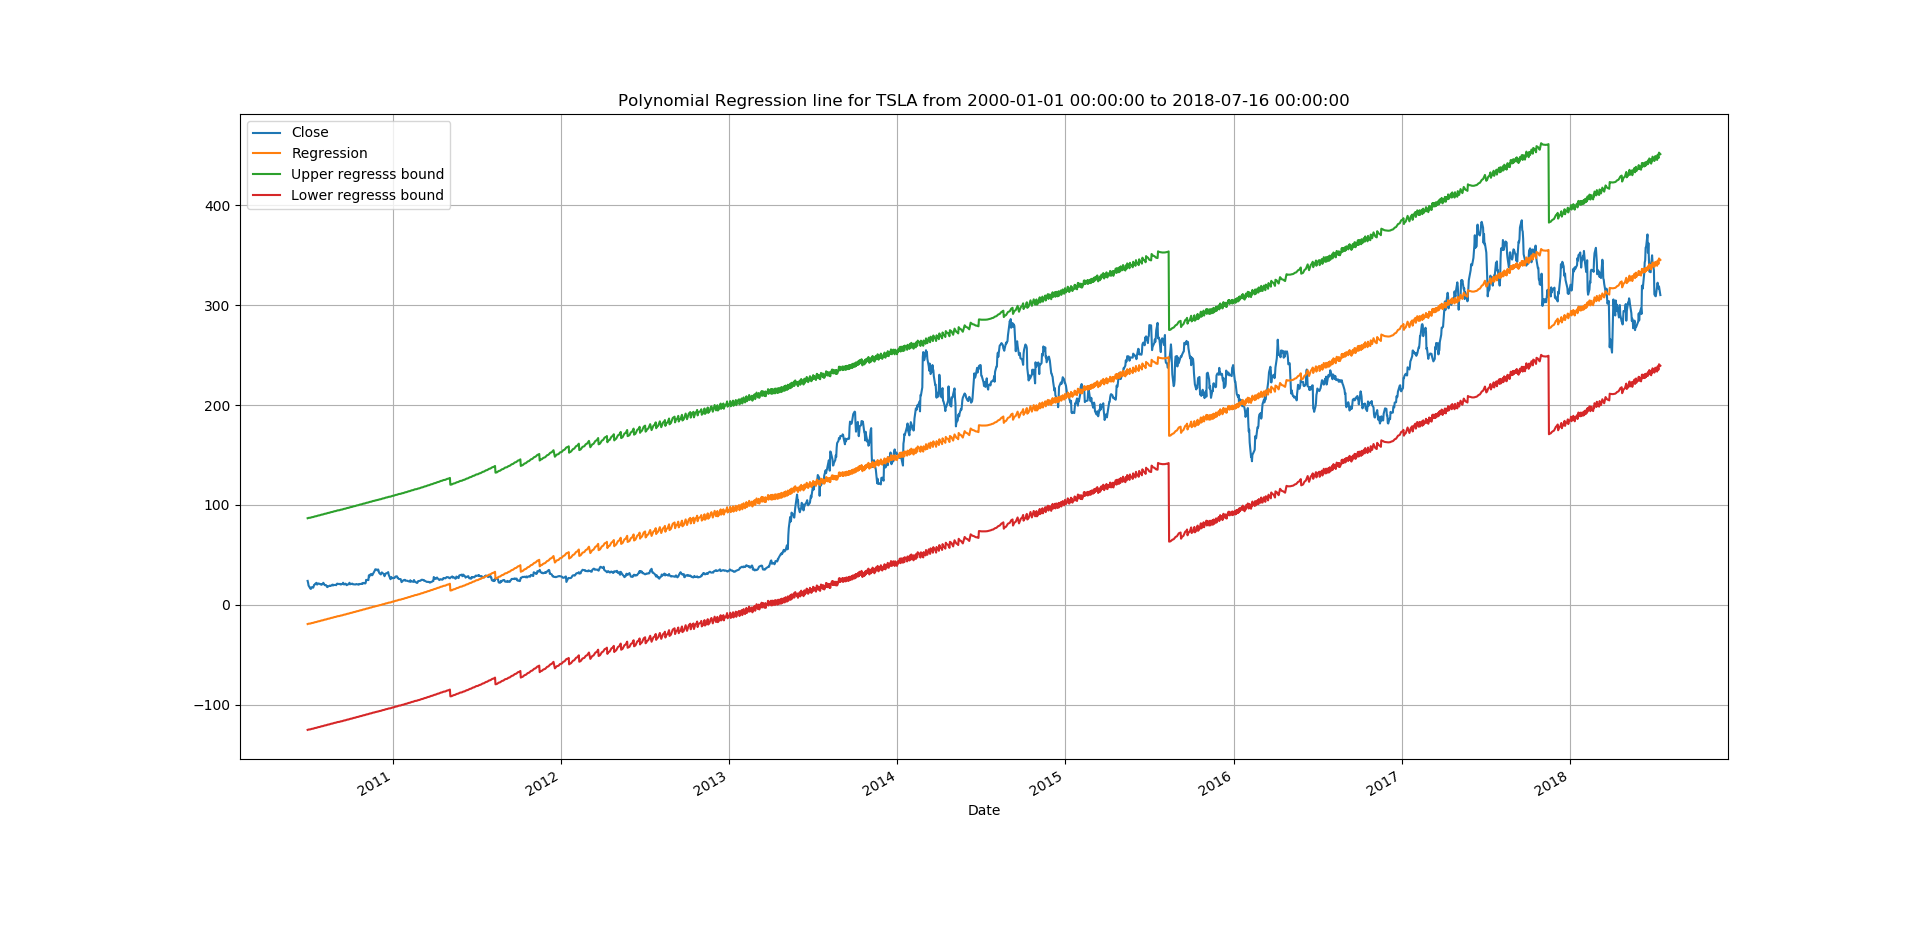 Polynomial Regression line for TSLA from 2000-01-01 00:00:00 to 2018-07-16 00:00:00
Close
Regression
Upper regresss bound
Lower regresss bound
400
300
200
100
0
−100
2011
2012
2013
2014
2015
2016
2017
2018
Date